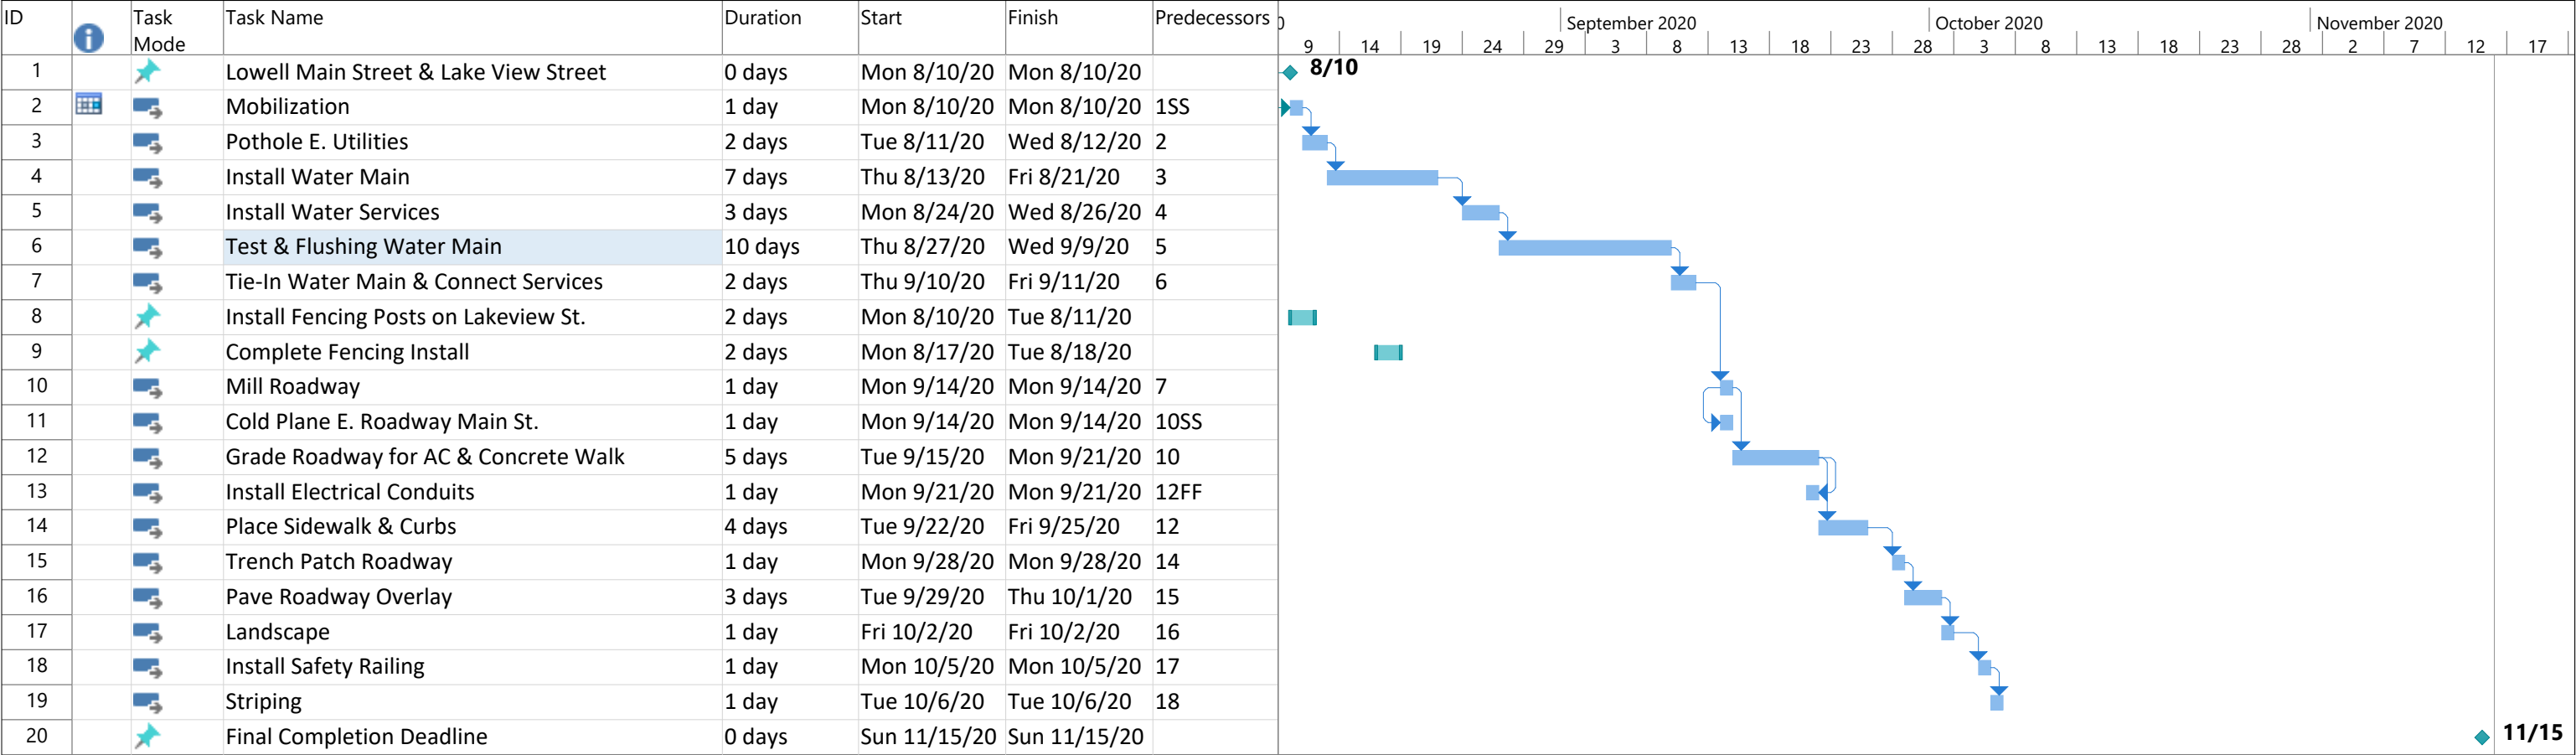 ID Task Mode Task Name Duration Start Finish Predecessors
September 2020 October 2020 November 2020
9 14 19 24 29 3 8 13 18 23 28 3 8 13 18 23 28 2 7 12 17
1 Lowell Main Street & Lake View Street 0 days Mon 8/10/20 Mon 8/10/20 8/10
2 Mobilization 1 day Mon 8/10/20 Mon 8/10/20 1SS
3 Pothole E. Utilities 2 days Tue 8/11/20 Wed 8/12/20 2
4 Install Water Main 7 days Thu 8/13/20 Fri 8/21/20 3
5 Install Water Services 3 days Mon 8/24/20 Wed 8/26/20 4
6 Test & Flushing Water Main 10 days Thu 8/27/20 Wed 9/9/20 5
7 Tie-In Water Main & Connect Services 2 days Thu 9/10/20 Fri 9/11/20 6
8 Install Fencing Posts on Lakeview St. 2 days Mon 8/10/20 Tue 8/11/20
9 Complete Fencing Install 2 days Mon 8/17/20 Tue 8/18/20
10 Mill Roadway 1 day Mon 9/14/20 Mon 9/14/20 7
11 Cold Plane E. Roadway Main St. 1 day Mon 9/14/20 Mon 9/14/20 10SS
12 Grade Roadway for AC & Concrete Walk 5 days Tue 9/15/20 Mon 9/21/20 10
13 Install Electrical Conduits 1 day Mon 9/21/20 Mon 9/21/20 12FF
14 Place Sidewalk & Curbs 4 days Tue 9/22/20 Fri 9/25/20 12
15 Trench Patch Roadway 1 day Mon 9/28/20 Mon 9/28/20 14
16 Pave Roadway Overlay 3 days Tue 9/29/20 Thu 10/1/20 15
17 Landscape 1 day Fri 10/2/20 Fri 10/2/20 16
18 Install Safety Railing 1 day Mon 10/5/20 Mon 10/5/20 17
19 Striping 1 day Tue 10/6/20 Tue 10/6/20 18
20 Final Completion Deadline 0 days Sun 11/15/20 Sun 11/15/20 11/15